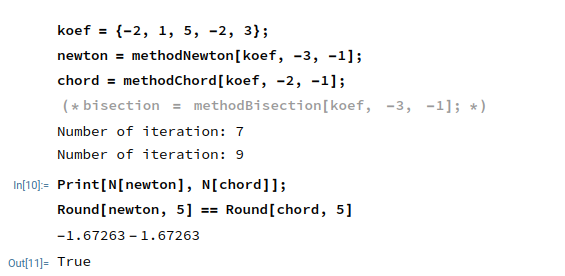 koef = {-2, 1, 5, -2, 3};
newton = methodNewton[koef, -3, -1];
chord = methodChord[koef, -2, -1];
(* bisection = methodBisection[koef, -3, -1]; *)
Number of iteration: 7
Number of iteration: 9
In[10]:= Print[N[newton], N[chord]];
Round[newton, 5] == Round[chord, 5]
-1.67263 -1.67263
Out[11]= True